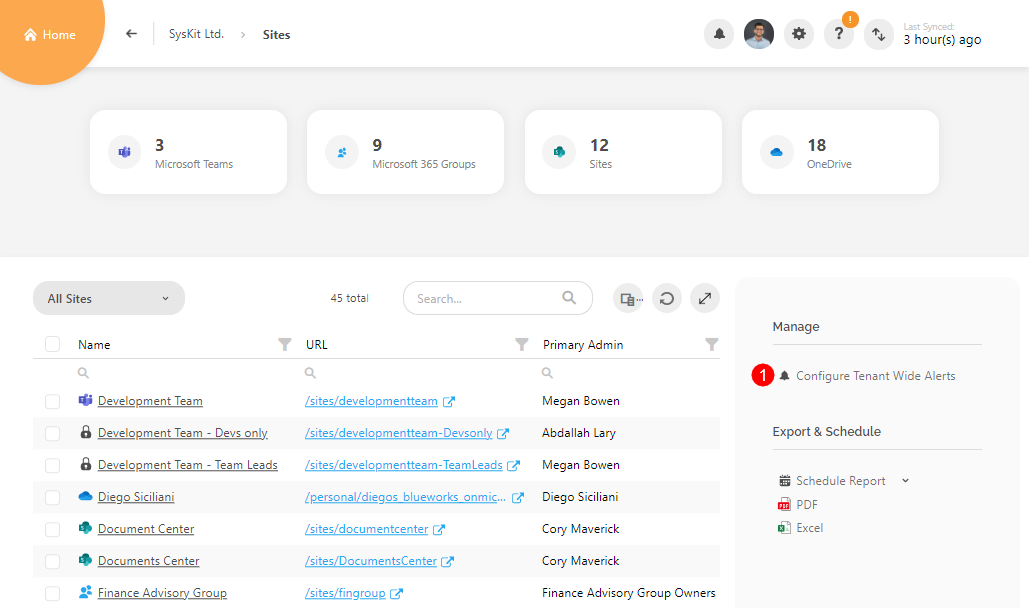 Home
SysKit Ltd. › Sites
!
?
Last Synced:
3 hour(s) ago
3
Microsoft Teams
9
Microsoft 365 Groups
12
Sites
18
OneDrive
All Sites
45 total
Search...
Name URL Primary Admin
Development Team /sites/developmentteam Megan Bowen
Development Team - Devs only /sites/developmentteam-Devsonly Abdallah Lary
Development Team - Team Leads /sites/developmentteam-TeamLeads Megan Bowen
Diego Siciliani /personal/diegos_blueworks_onmic... Diego Siciliani
Document Center /sites/documentcenter Cory Maverick
Documents Center /sites/DocumentsCenter Cory Maverick
Finance Advisory Group /sites/fingroup Finance Advisory Group Owners
Manage
1 Configure Tenant Wide Alerts
Export & Schedule
Schedule Report
PDF
Excel